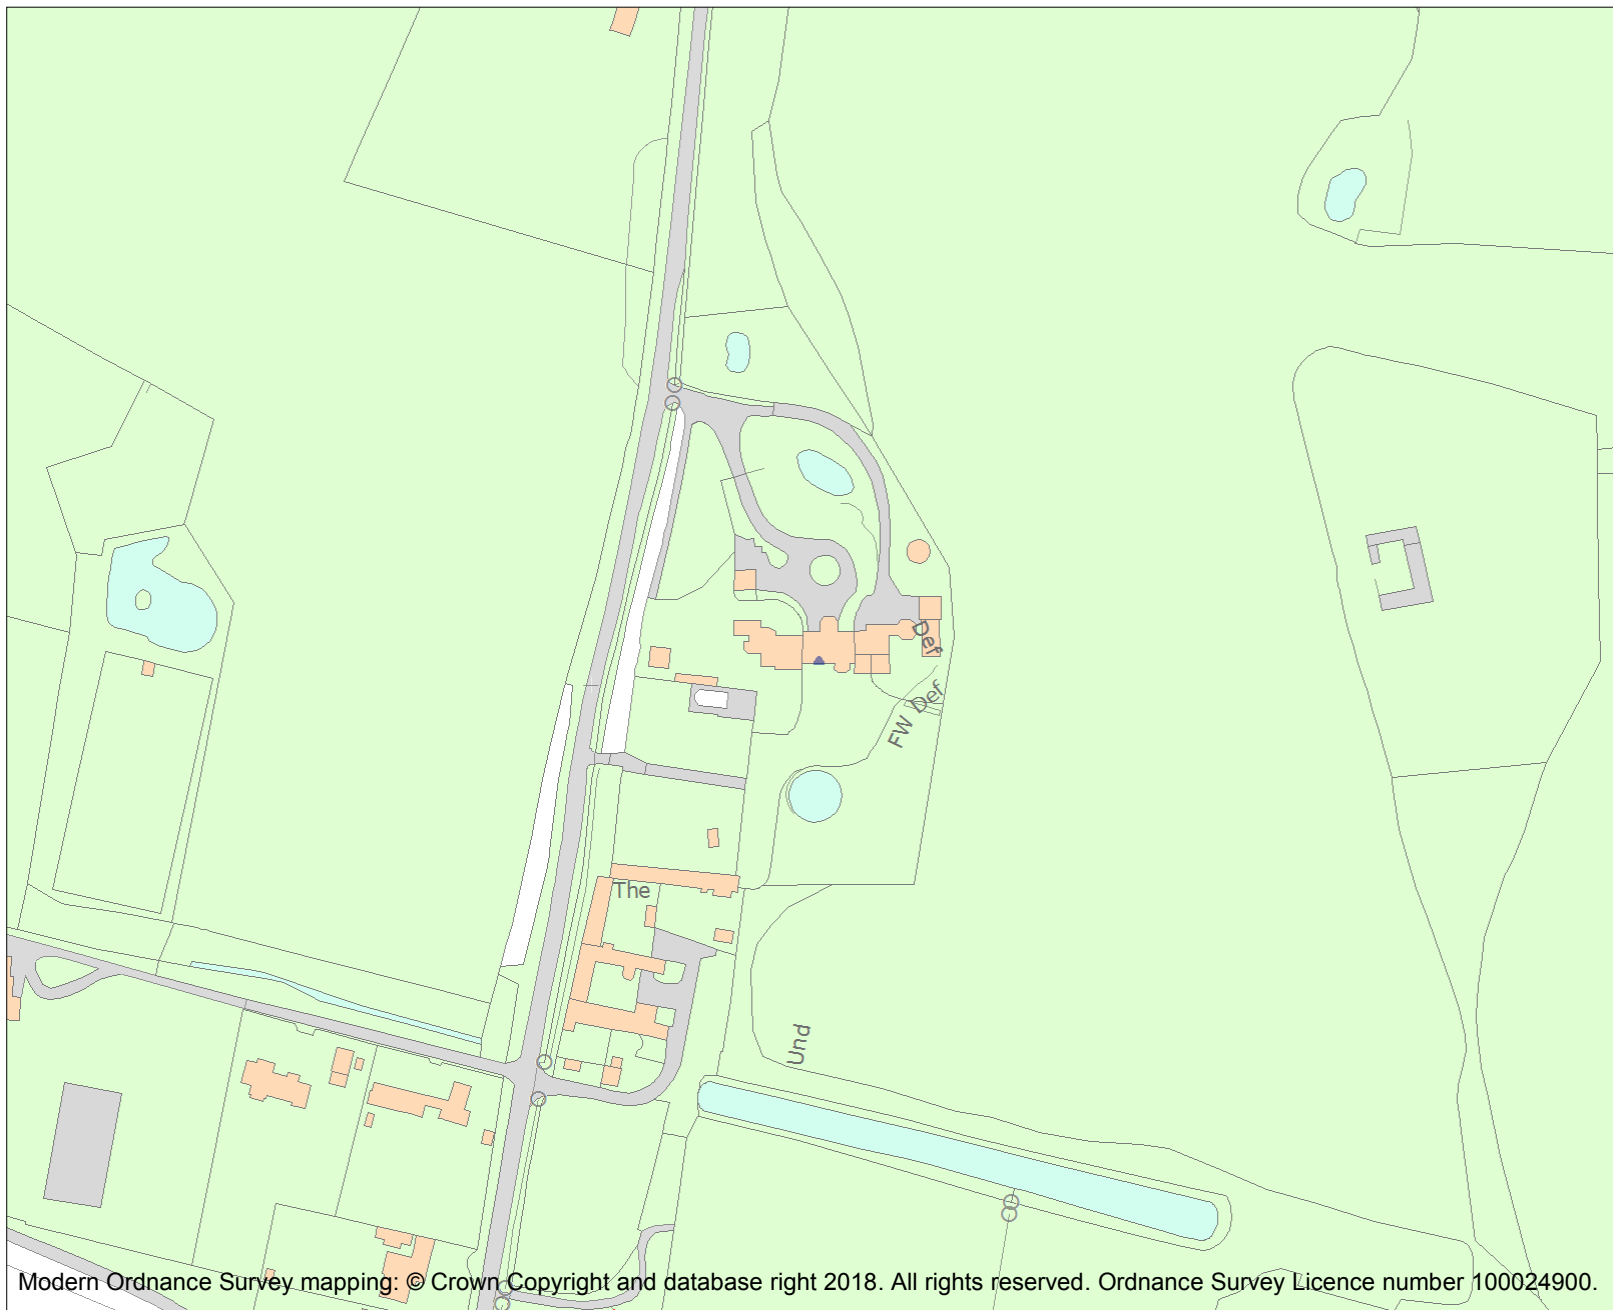 Def
FW Def
The
Und
Modern Ordnance Survey mapping: © Crown Copyright and database right 2018. All rights reserved. Ordnance Survey Licence number 100024900.